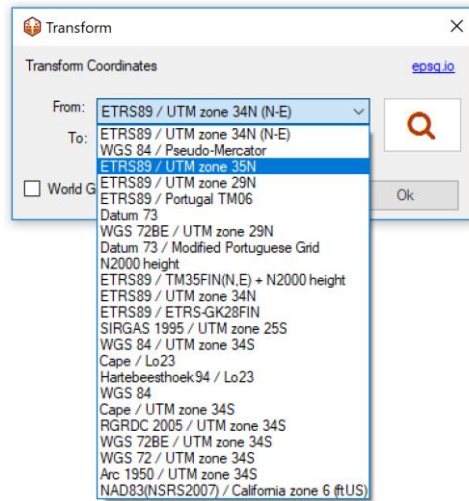 Transform
Transform Coordinates
epsg.io
From: ETRS89 / UTM zone 34N (N-E)
To:
World G
Ok
ETRS89 / UTM zone 34N (N-E)
WGS 84 / Pseudo-Mercator
ETRS89 / UTM zone 35N
ETRS89 / UTM zone 29N
ETRS89 / Portugal TM06
Datum 73
WGS 72BE / UTM zone 29N
Datum 73 / Modified Portuguese Grid
N2000 height
ETRS89 / TM35FIN(N,E) + N2000 height
ETRS89 / UTM zone 34N
ETRS89 / ETRS-GK28FIN
SIRGAS 1995 / UTM zone 25S
WGS 84 / UTM zone 34S
Cape / Lo23
Hartebeesthoek94 / Lo23
WGS 84
Cape / UTM zone 34S
RGRDC 2005 / UTM zone 34S
WGS 72BE / UTM zone 34S
WGS 72 / UTM zone 34S
Arc 1950 / UTM zone 34S
NAD83(NSRS2007) / California zone 6 (ftUS)